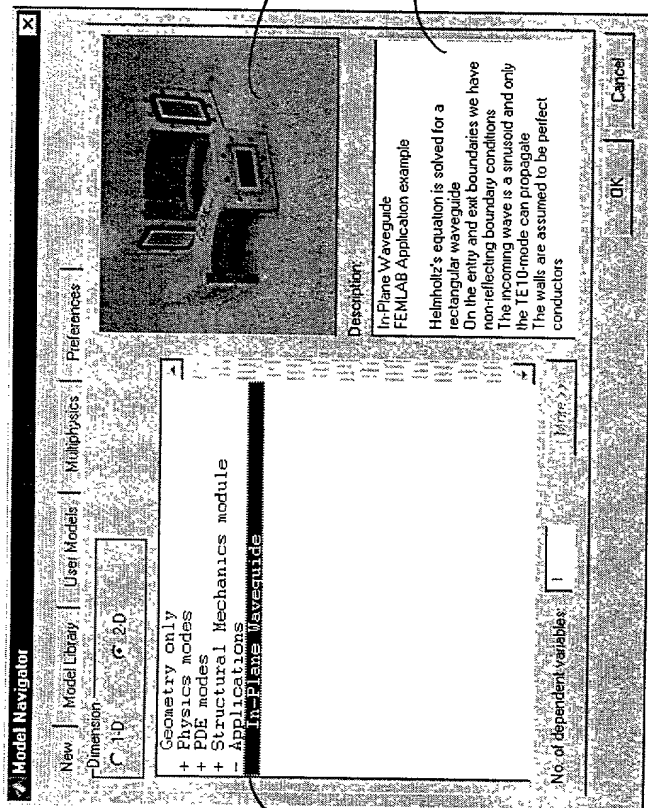 Model Navigator
New
Model Library
User Models
Multiphysics
Preferences
Dimension
1-D
2-D
Geometry only
+ Physics modes
+ PDE modes
+ Structural Mechanics module
- Applications
In-Plane Waveguide
No. of dependent variables:
1
More >>
Description:
In-Plane Waveguide
FEMLAB Application example
Helmholtz's equation is solved for a
rectangular waveguide
On the entry and exit boundaries we have
non-reflecting boundary conditions
The incoming wave is a sinusoid and only
the TE10-mode can propagate
The walls are assumed to be perfect
conductors
OK
Cancel